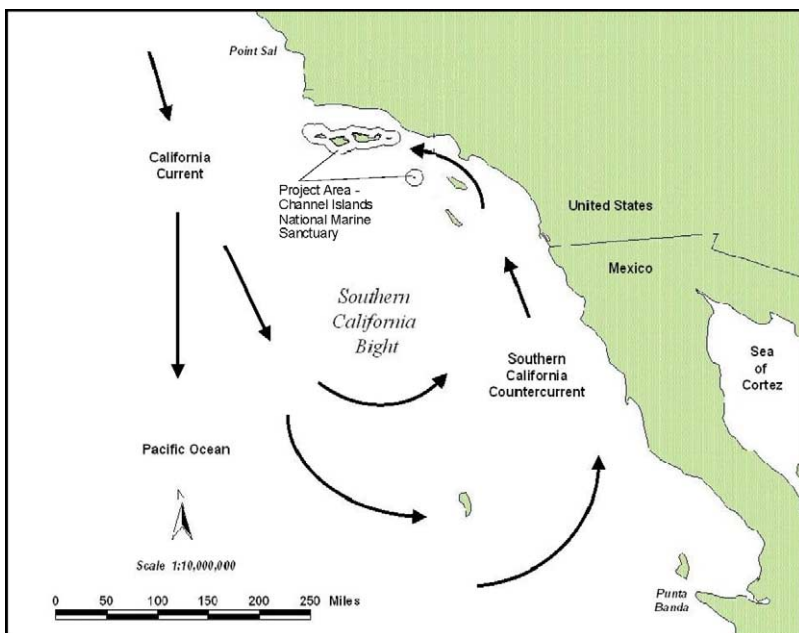 Point Sal
California
Current
Project Area -
Channel Islands
National Marine
Sanctuary
United States
Mexico
Southern
California
Bight
Southern
California
Countercurrent
Sea
of
Cortez
Pacific Ocean
N
Scale 1:10,000,000
0 50 100 150 200 250 Miles
Punta
Banda